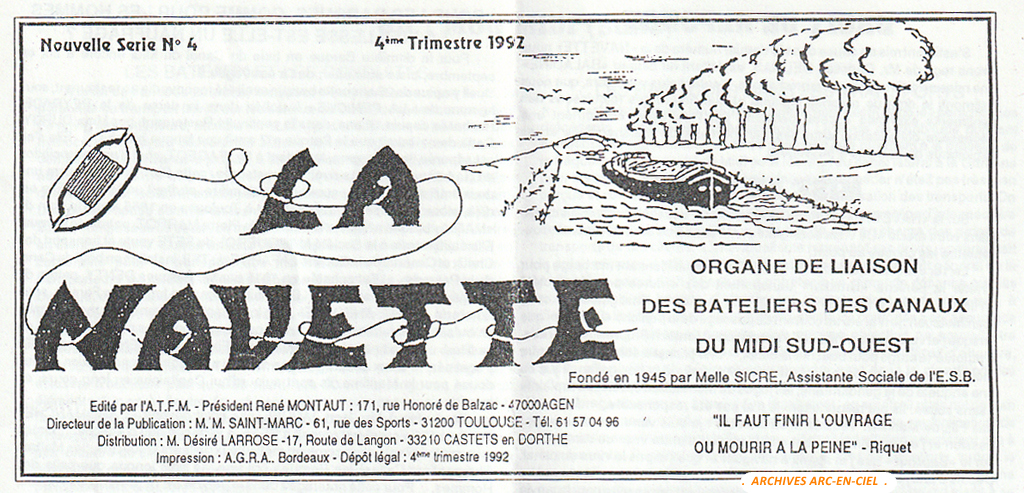 Nouvelle Serie N° 4
4ème Trimestre 1992
LA
NAVETTE
ORGANE DE LIAISON
DES BATELIERS DES CANAUX
DU MIDI SUD-OUEST
Fondé en 1945 par Melle SICRE, Assistante Sociale de l'E.S.B.
Edité par l'A.T.F.M. - Président René MONTAUT : 171, rue Honoré de Balzac - 47000AGEN
Directeur de la Publication : M. M. SAINT-MARC - 61, rue des Sports - 31200 TOULOUSE - Tél. 61 57 04 96
Distribution : M. Désiré LARROSE -17, Route de Langon - 33210 CASTETS en DORTHE
Impression : A.G.R.A.. Bordeaux - Dépôt légal : 4ème trimestre 1992
"IL FAUT FINIR L'OUVRAGE
OU MOURIR A LA PEINE" - Riquet
ARCHIVES ARC-EN-CIEL